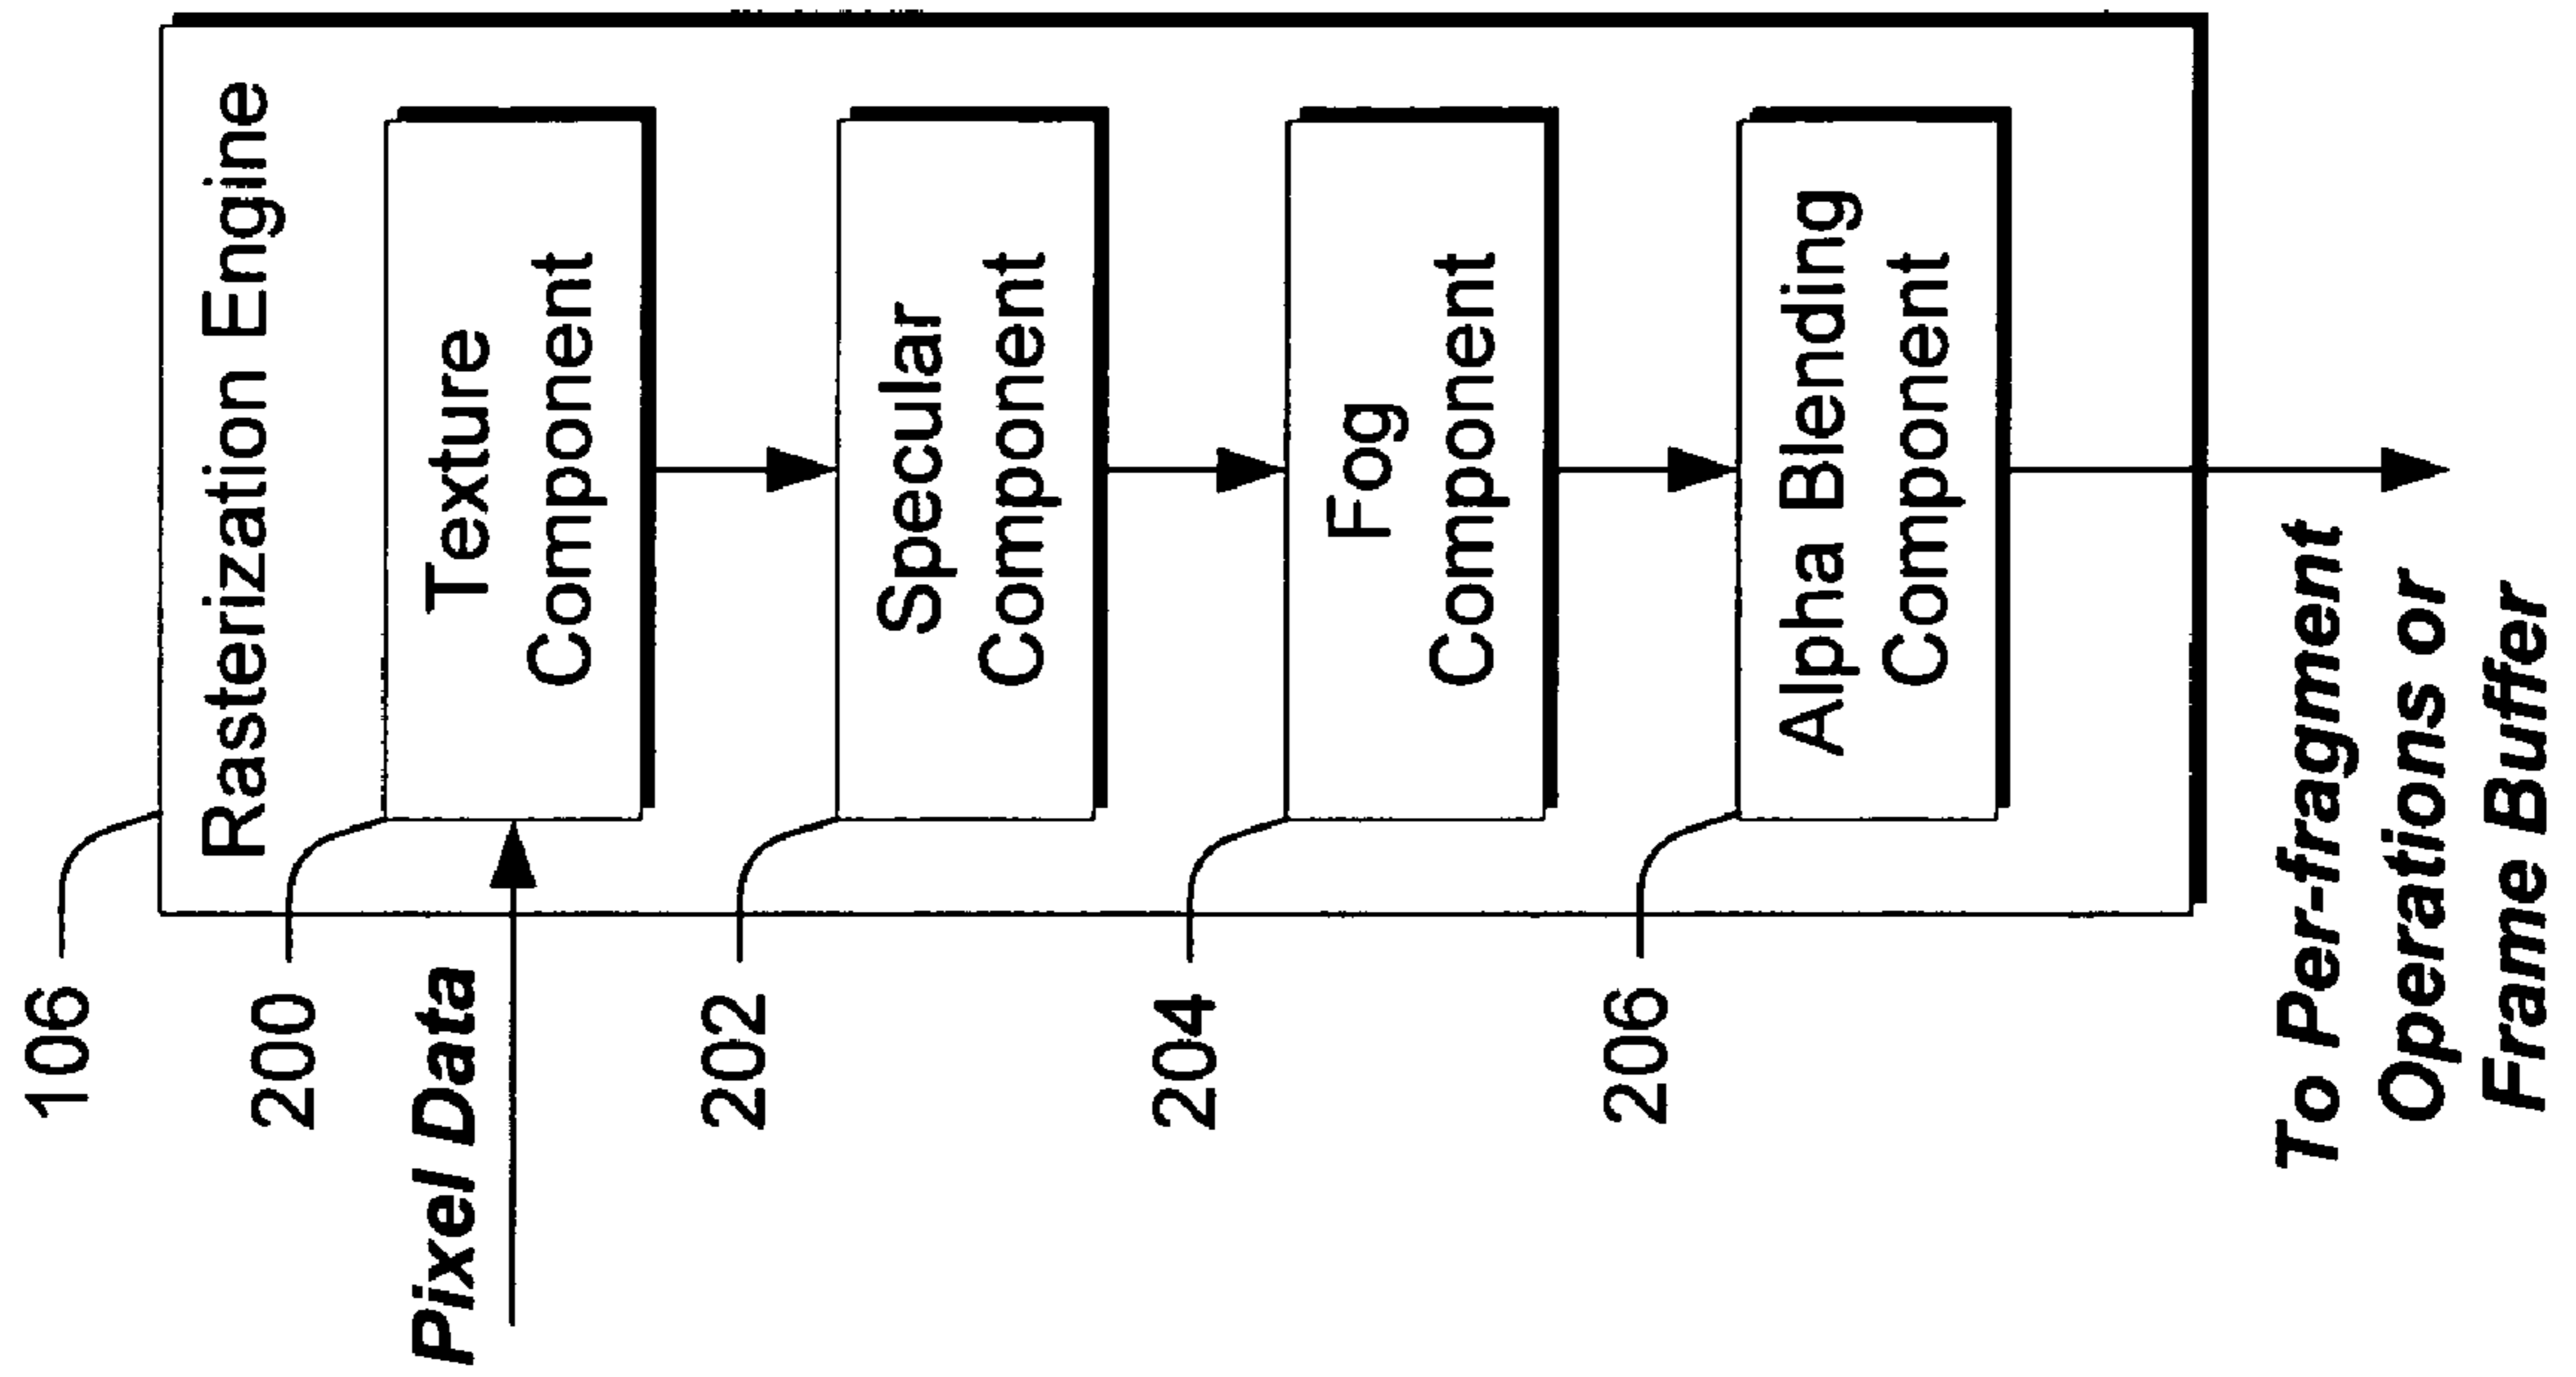 106
Rasterization Engine
200
Texture
Component
Pixel Data
202
Specular
Component
204
Fog
Component
206
Alpha Blending
Component
To Per-fragment
Operations or
Frame Buffer